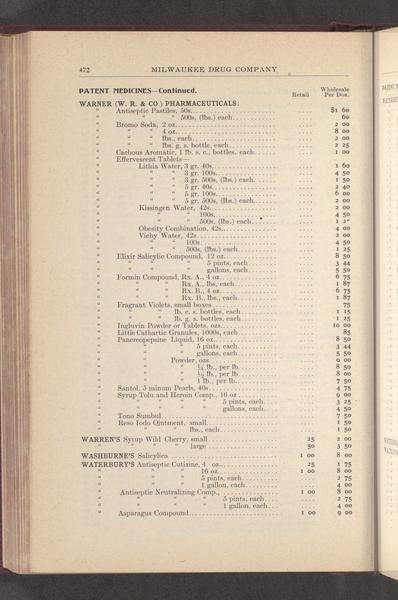 472 MILWAUKEE DRUG COMPANY
PATENT MEDICINES—Continued.
Retail Wholesale Per Doz.
WARNER (W. R. & CO.) PHARMACEUTICALS:
" Antiseptic Pastiles, 50s .... $1 60
" " " 500s, (lbs.) each .... 60
" Bromo Soda, 2 oz. .... 2 00
" " " 4 oz. .... 8 00
" " " lbs., each .... 2 00
" " " lbs. g. s. bottle, each .... 2 25
" Cachous Aromatic, 1 lb. s. c., bottles, each .... 1 00
" Effervescent Tablets—
" Lithia Water, 3 gr. 40s. .... 1 60
" " " 3 gr. 100s. .... 4 50
" " " 3 gr. 500s, (lbs.) each .... 1 50
" " " 5 gr. 40s. .... 2 40
" " " 5 gr. 100s. .... 6 00
" " " 5 gr. 500s, (lbs.) each .... 2 00
" Kissingen Water, 42s .... 2 00
" " " 100s. .... 4 50
" " " 500s, (lbs.) each .... 1
" Obesity Combination, 42s .... 4 00
" Vichy Water, 42s .... 2 00
" " " 100s .... 4 50
" " " 500s, (lbs.) each .... 1 25
" Elixir Salicylic Compound, 12 oz. .... 8 50
" " " " 5 pints, each .... 3 44
" " " " gallons, each .... 5 50
" Formin Compound, Rx. A., 4 oz. .... 6 75
" " " Rx. A., lbs, each .... 1 87
" " " Rx. B., 4 oz. .... 6 75
" " " Rx. B., lbs., each .... 1 87
" Fragrant Violets, small boxes .... 75
" " " lb. c. s. bottles, each .... 1 15
" " " lb. g. s. bottles, each .... 1 25
" Ingluvin Powder or Tablets, ozs. .... 10 00
" Little Cathartic Granules, 1000s, each .... 85
" Pancreopepsine Liquid, 16 oz. .... 8 50
" " " 5 pints, each .... 3 44
" " " gallons, each .... 5 50
" " Powder, ozs. .... 9 00
" " " ¼ lb., per lb. .... 8 50
" " " ½ lb., per lb. .... 8 00
" " " 1 lb., per lb. .... 7 50
" Santol, 5 minum Pearls, 40s .... 4 75
" Syrup Tolu and Heroin Comp., 16 oz .... 9 00
" " " " " 5 pints, each .... 3 25
" " " " " gallons, each .... 4 50
" Tono Sumbul .... 7 50
" Reso Iodo Ointment, small .... 1 50
" " " " lbs., each .... 1 50
WARREN'S Syrup Wild Cherry, small .... 25 2 00
" " " " large .... 50 3 50
WASHBURNE'S Salicylica .... 1 00 8 00
WATERBURY'S Antiseptic Cutizine, 4 oz. .... 25 1 75
" " " 16 oz. .... 1 00 8 00
" " " 5 pints, each .... 2 75
" " " 1 gallon, each .... 4 00
" Antiseptic Neutralizing Comp., .... 1 00 8 00
" " " " 5 pints, each .... 2 75
" " " " 1 gallon, each .... 4 00
" Asparagus Compound .... 1 00 9 00